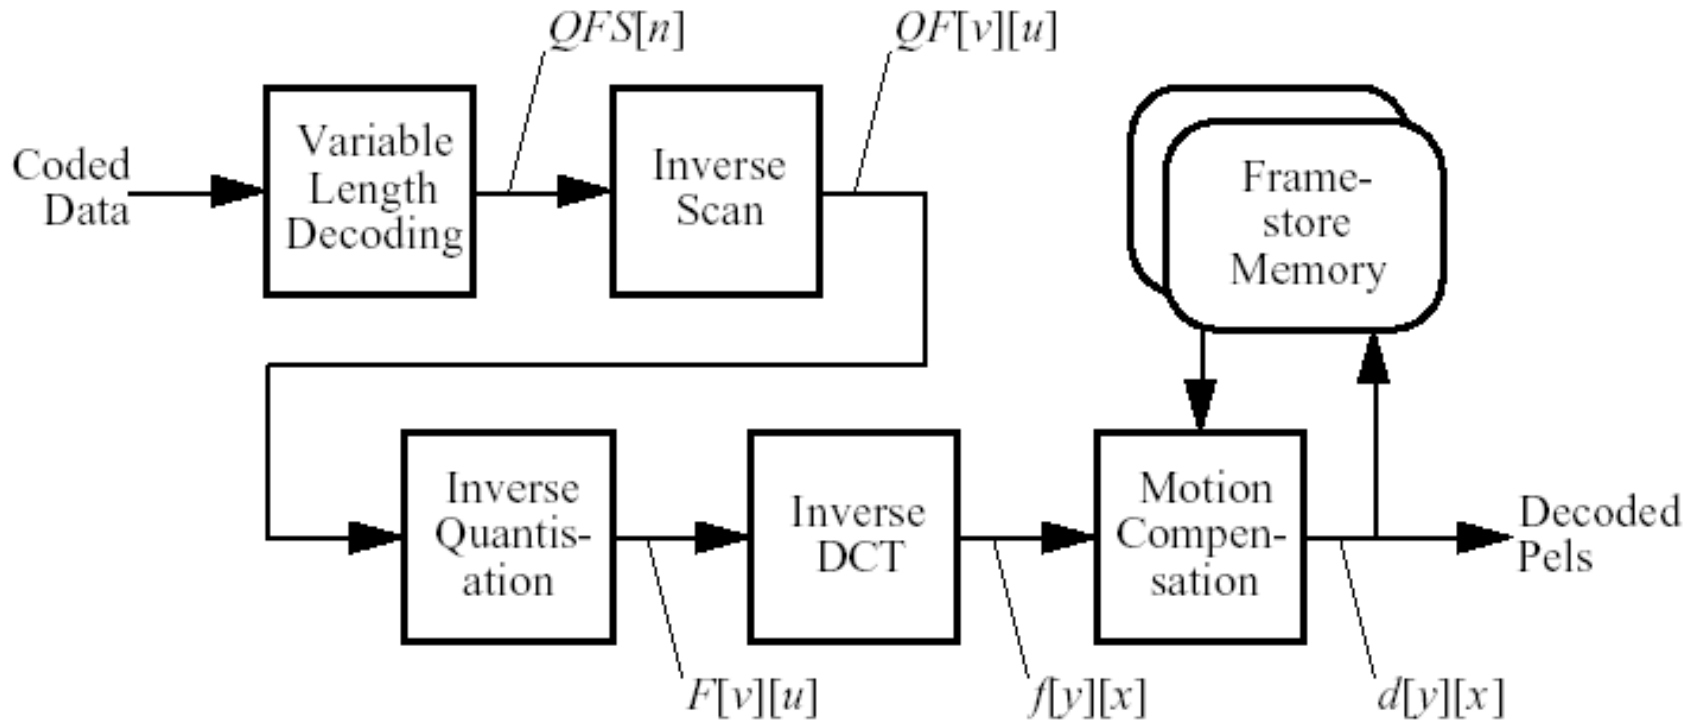 QFS[n]
QF[v][u]
Coded
Data
Variable
Length
Decoding
Inverse
Scan
Frame-
store
Memory
Inverse
Quantis-
ation
Inverse
DCT
Motion
Compen-
sation
Decoded
Pels
F[v][u]
f[y][x]
d[y][x]